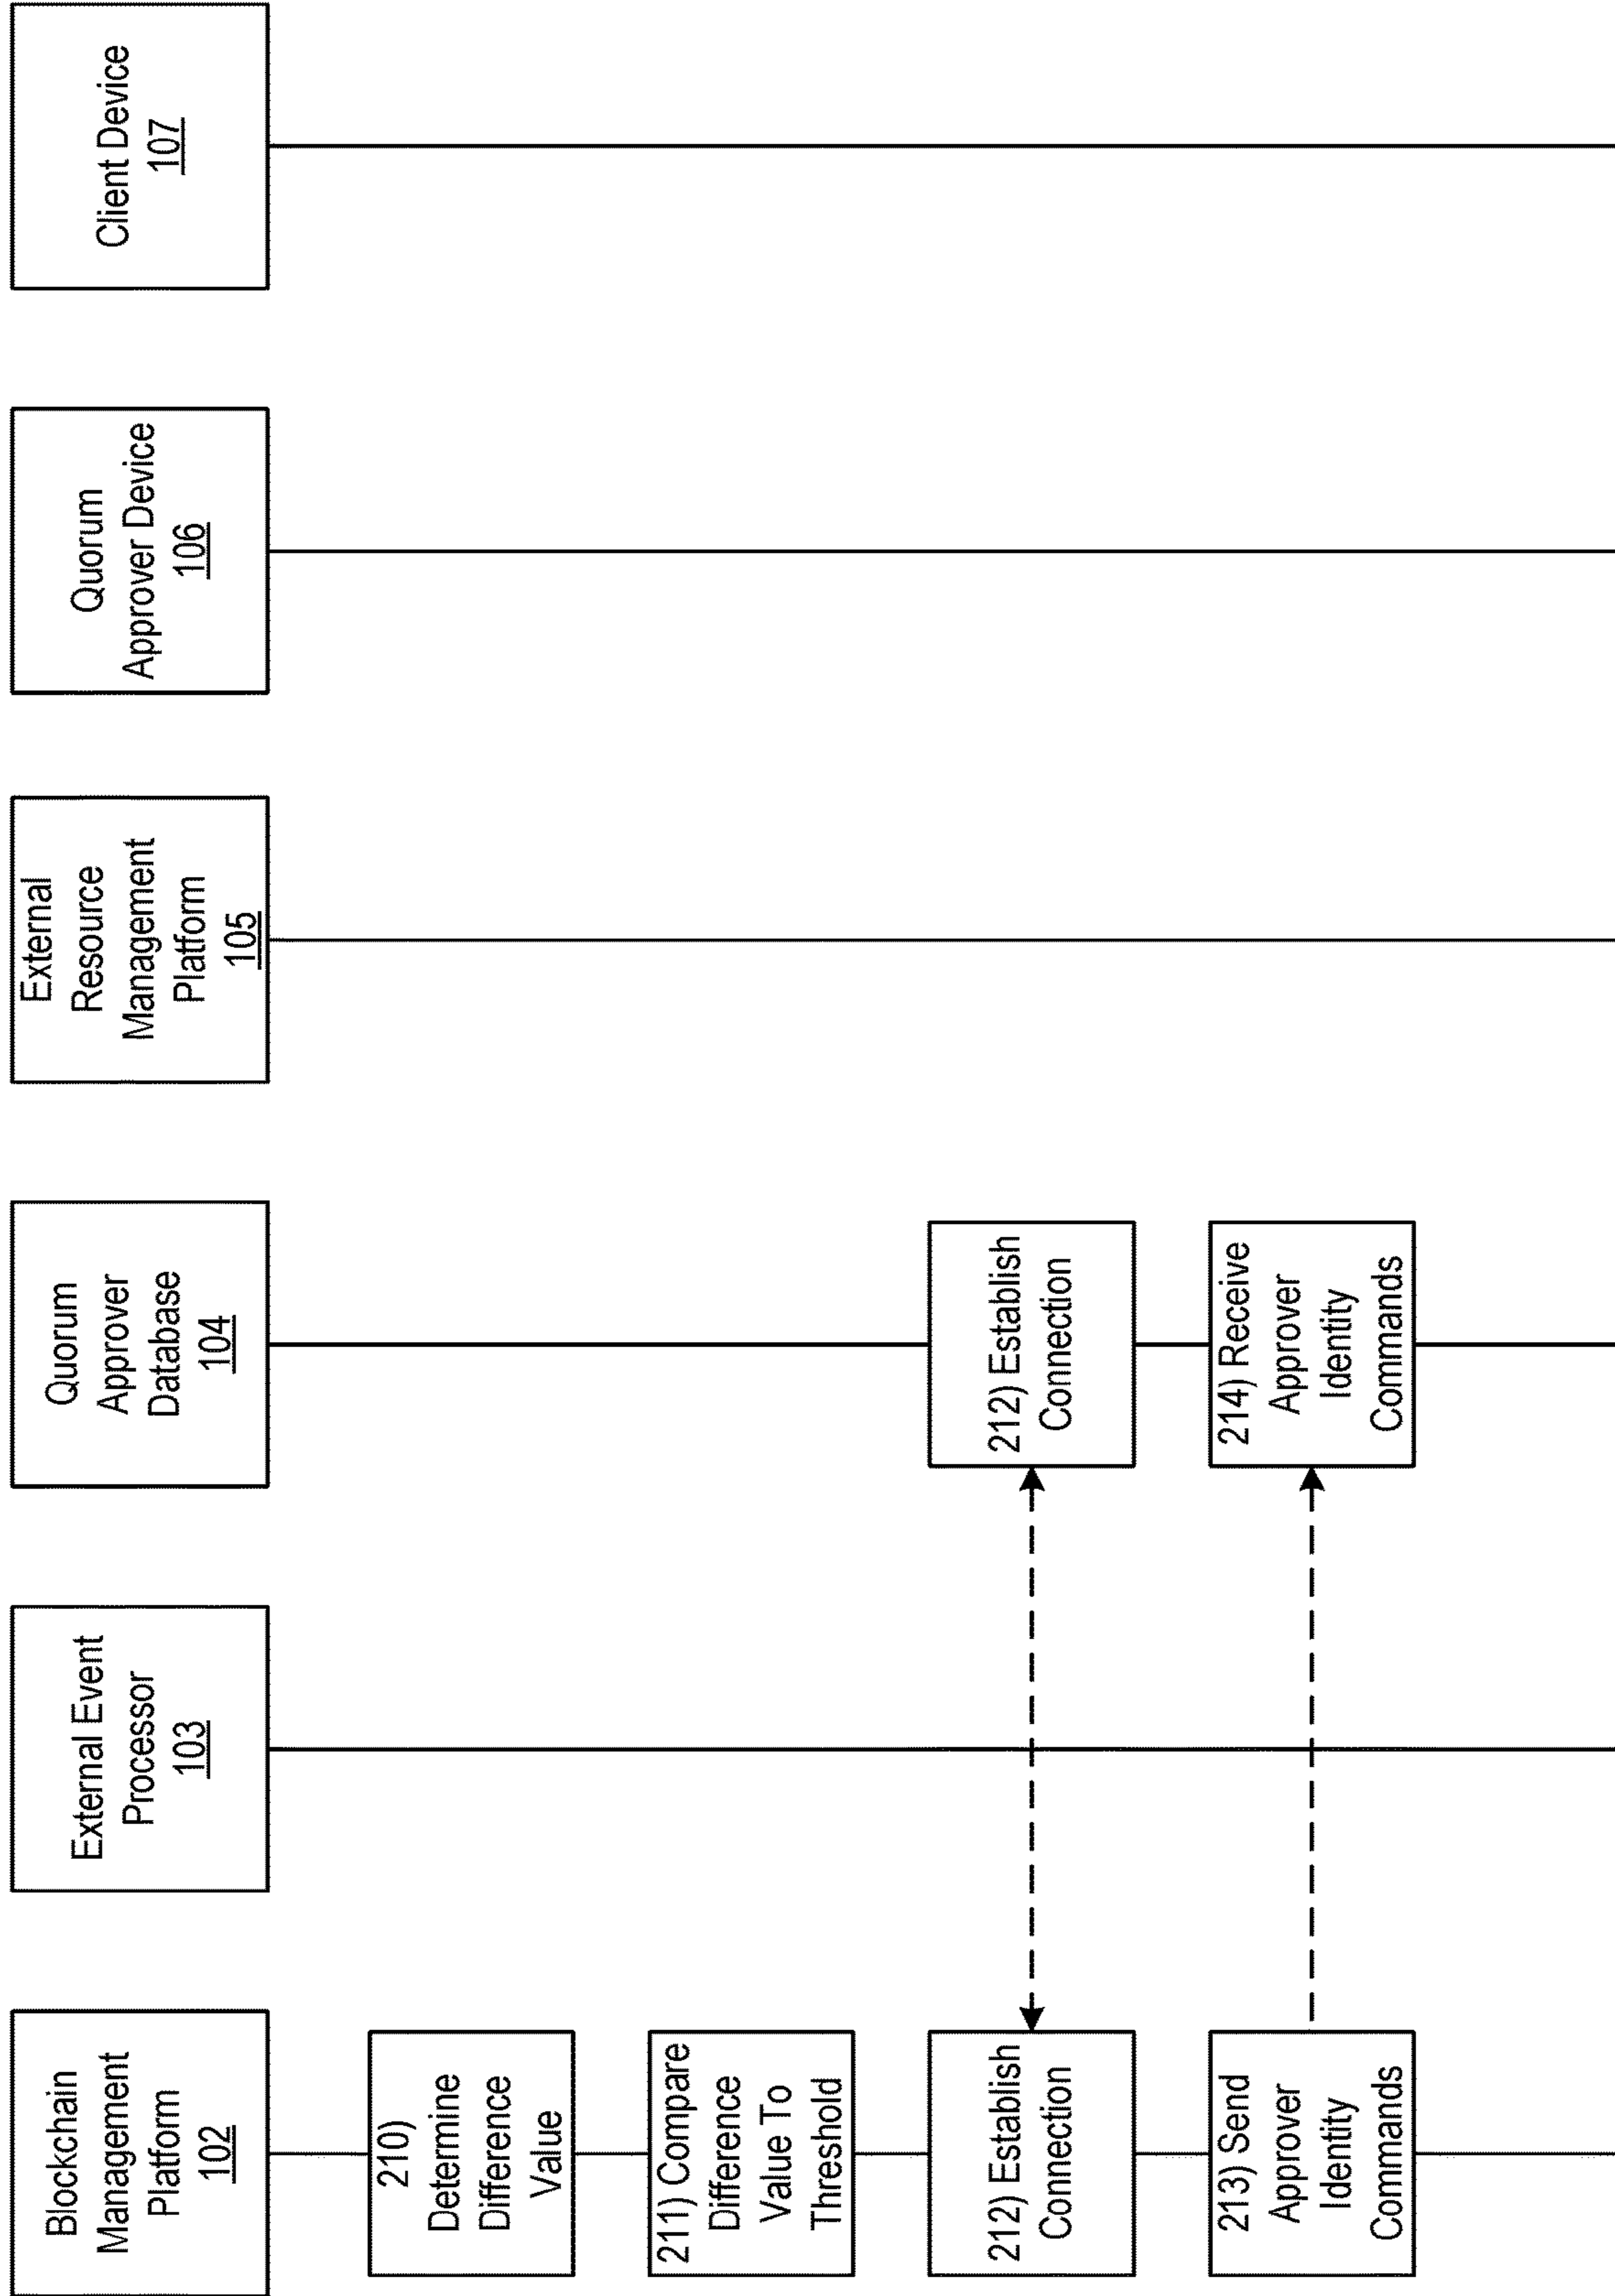 Blockchain
Management
Platform
102
External Event
Processor
103
Quorum
Approver
Database
104
External
Resource
Management
Platform
105
Quorum
Approver Device
106
Client Device
107
210)
Determine
Difference
Value
211) Compare
Difference
Value To
Threshold
212) Establish
Connection
212) Establish
Connection
213) Send
Approver
Identity
Commands
214) Receive
Approver
Identity
Commands